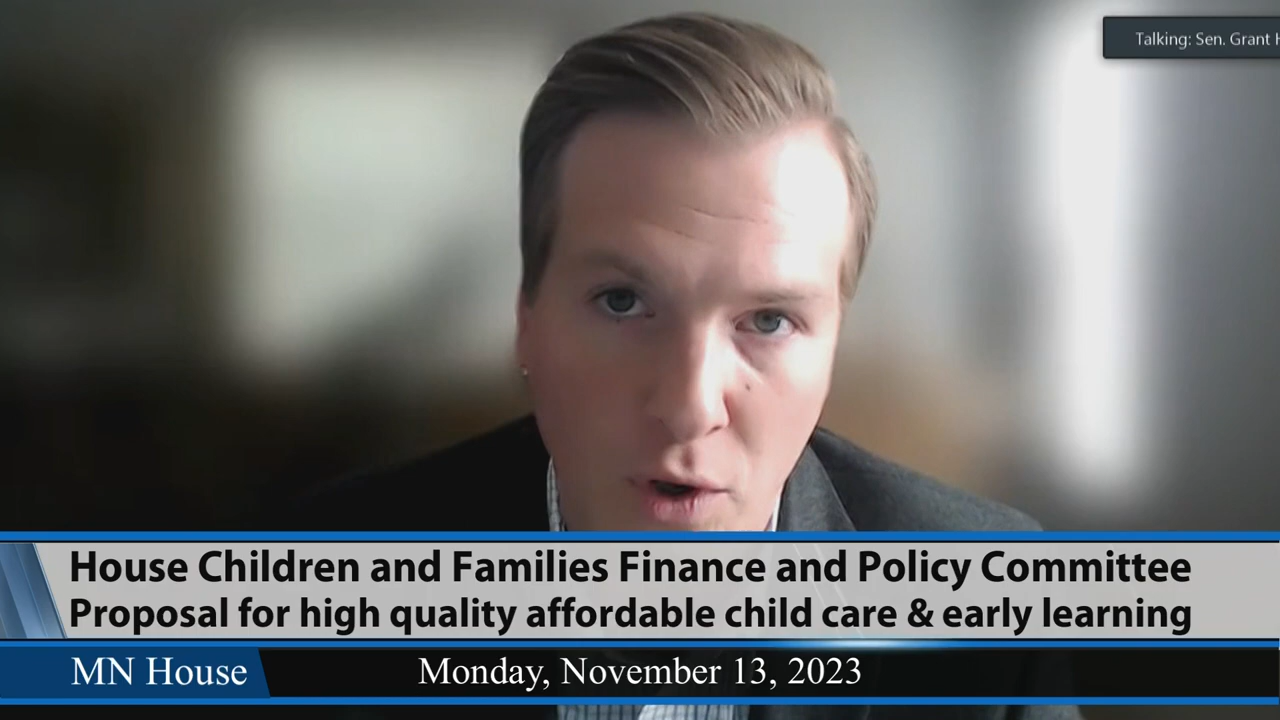 Talking: Sen. Grant
House Children and Families Finance and Policy Committee
Proposal for high quality affordable child care & early learning
MN House
Monday, November 13, 2023